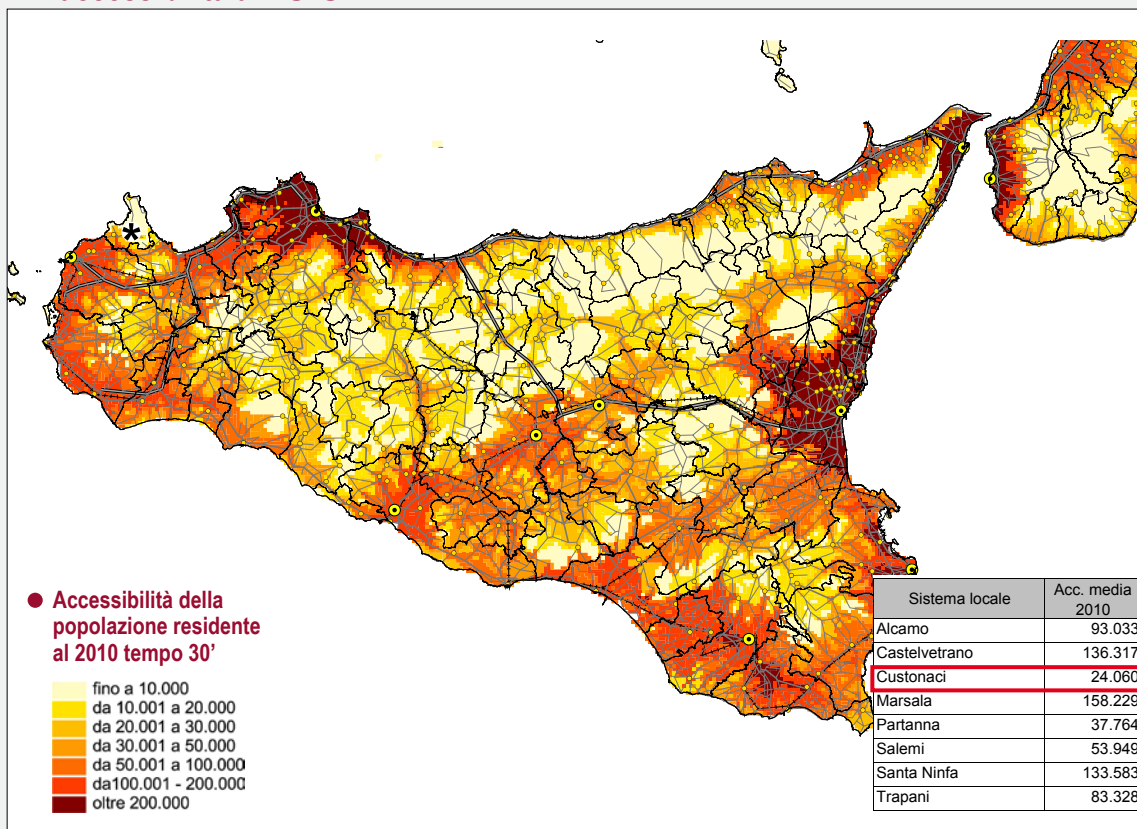 *
● Accessibilità della
popolazione residente
al 2010 tempo 30’
fino a 10.000
da 10.001 a 20.000
da 20.001 a 30.000
da 30.001 a 50.000
da 50.001 a 100.000
da100.001 - 200.000
oltre 200.000
Sistema locale Acc. media 2010
Alcamo 93.033
Castelvetrano 136.317
Custonaci 24.060
Marsala 158.229
Partanna 37.764
Salemi 53.949
Santa Ninfa 133.583
Trapani 83.328